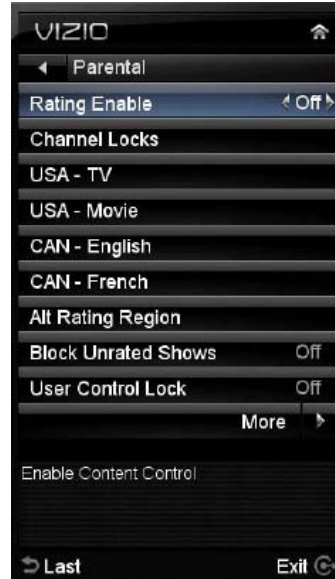 VIZIO
Parental
Rating Enable Off
Channel Locks
USA - TV
USA - Movie
CAN - English
CAN - French
Alt Rating Region
Block Unrated Shows Off
User Control Lock Off
More
Enable Content Control
Last Exit